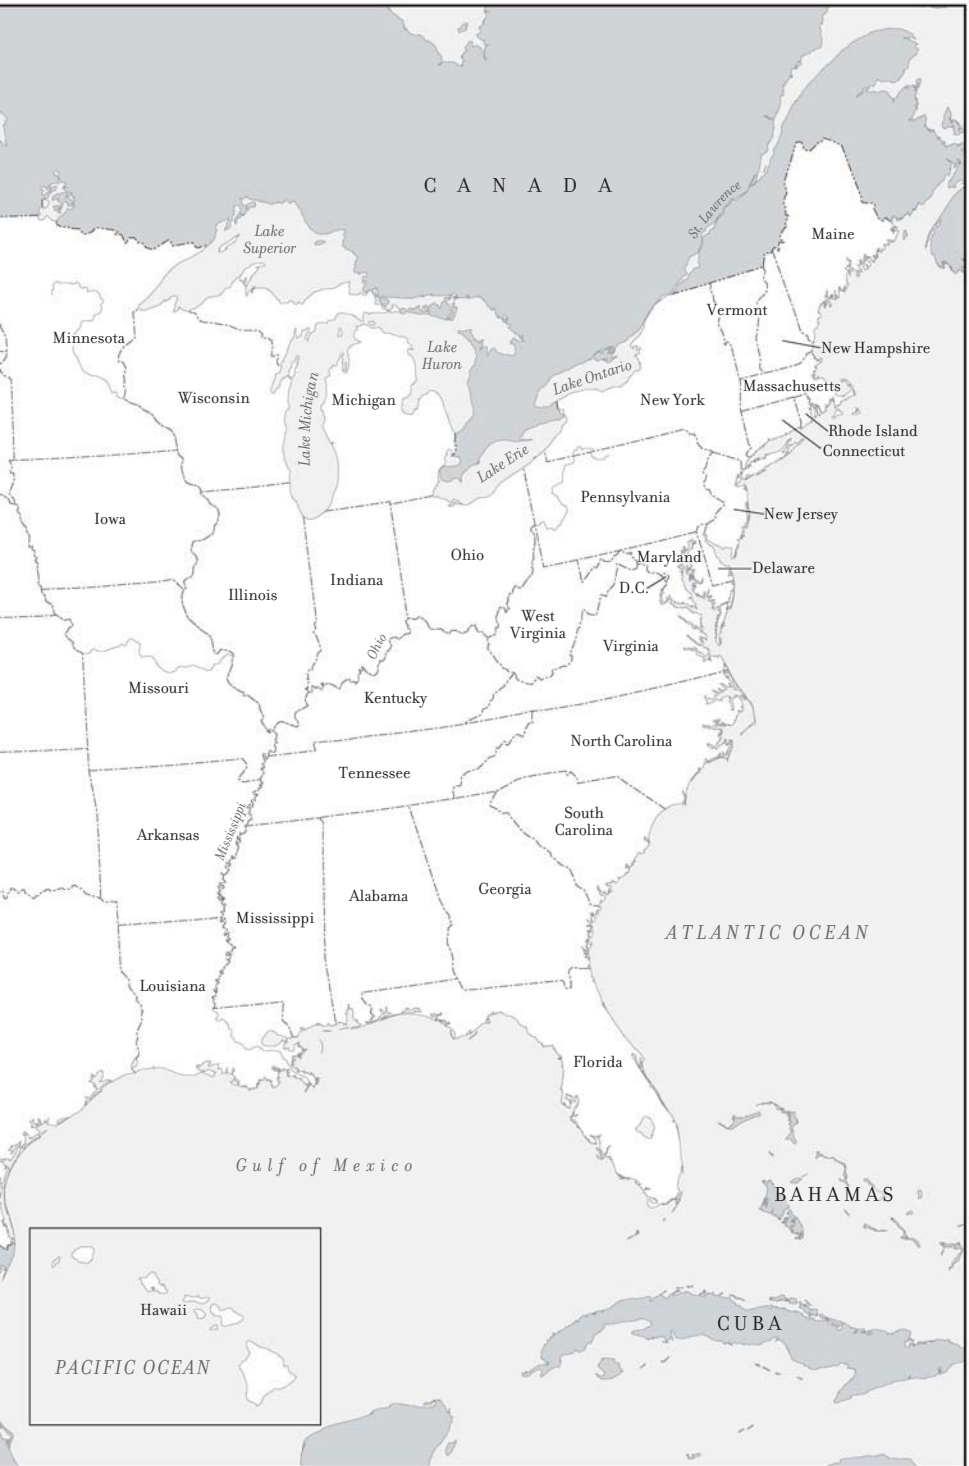 CANADA
St. Lawrence
Lake
Superior
Maine
Vermont
Minnesota
Lake
Huron
New Hampshire
Lake Ontario
Massachusetts
Wisconsin
Lake Michigan
Michigan
New York
Rhode Island
Connecticut
Lake Erie
Pennsylvania
New Jersey
Iowa
Ohio
Maryland
Delaware
Indiana
D.C.
Illinois
West
Virginia
Ohio
Virginia
Missouri
Kentucky
North Carolina
Tennessee
South
Carolina
Mississippi
Arkansas
Georgia
Alabama
Mississippi
ATLANTIC OCEAN
Louisiana
Florida
Gulf of Mexico
BAHAMAS
Hawaii
CUBA
PACIFIC OCEAN